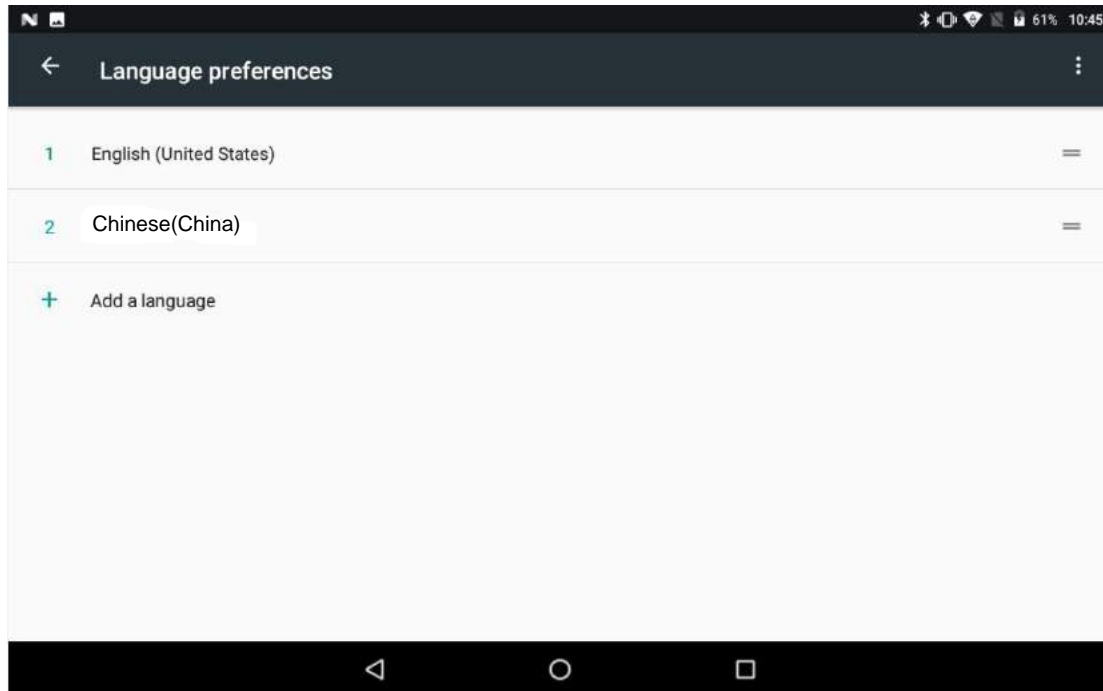 61% 10:45
Language preferences
1 English (United States)
2 Chinese(China)
+ Add a language